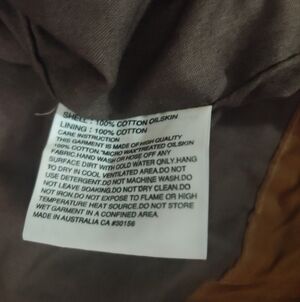 SHELL: 100% COTTON OILSKIN
LINING: 100% COTTON
CARE INSTRUCTION
THIS GARMENT IS MADE OF HIGH QUALITY
100% COTTON."MICRO WAX"TREATED OILSKIN
FABRIC.HAND WASH OR HOSE OFF ANY
SURFACE DIRT WITH COLD WATER ONLY.HANG
TO DRY IN COOL VENTILATED AREA.DO NOT
USE DETERGENT.DO NOT MACHINE WASH.DO
NOT LEAVE SOAKING.DO NOT DRY CLEAN.DO
NOT IRON.DO NOT EXPOSE TO FLAME OR HIGH
TEMPERATURE HEAT SOURCE.DO NOT STORE
WET GARMENT IN A CONFINED AREA.
MADE IN AUSTRALIA CA #30156